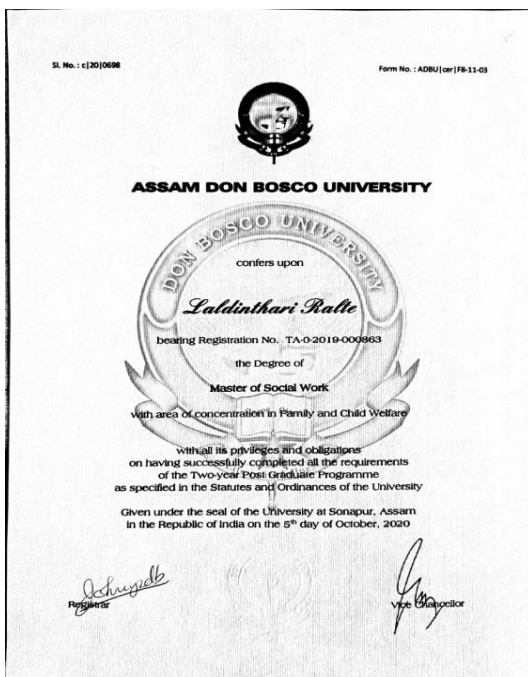 Sl. No. : c|20|0698
Form No. : ADBU|cer|F8-11-03
ASSAM DON BOSCO UNIVERSITY
DON BOSCO UNIVERSITY
confers upon
Laldinthari Ralte
bearing Registration No. TA-0-2019-000863
the Degree of
Master of Social Work
with area of concentration in Family and Child Welfare
with all its privileges and obligations
on having successfully completed all the requirements
of the Two-year Post Graduate Programme
as specified in the Statutes and Ordinances of the University
Given under the seal of the University at Sonapur, Assam
in the Republic of India on the 5th day of October, 2020
Registrar
Vice Chancellor